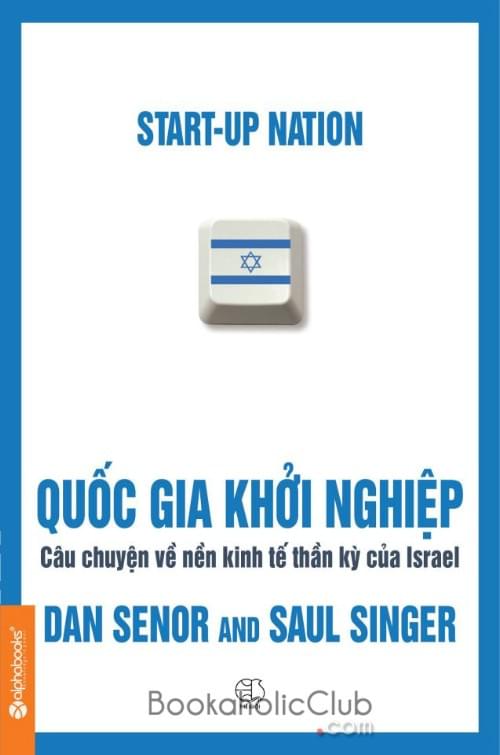 START-UP NATION
QUỐC GIA KHỞI NGHIỆP
Câu chuyện về nền kinh tế thần kỳ của Israel
DAN SENOR AND SAUL SINGER
alphabooks
BookaholicClub
.com